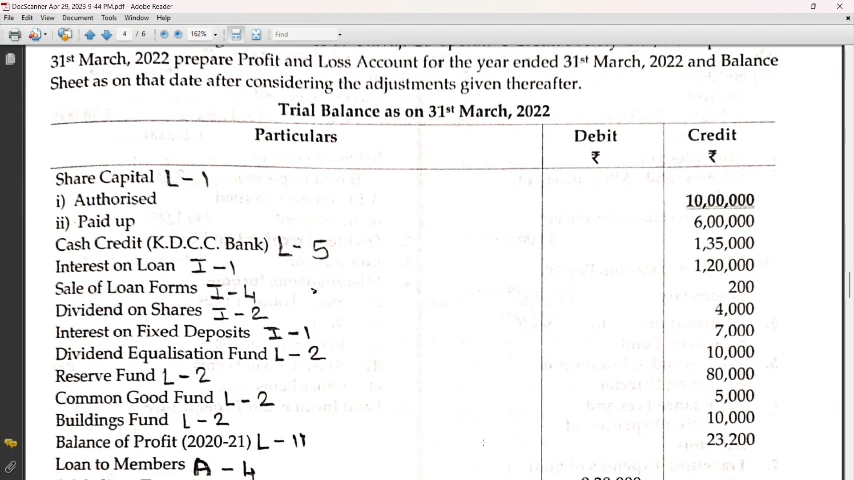 DocScanner Apr 29, 2023 9-44 PM.pdf - Adobe Reader
File Edit View Document Tools Window Help
4 / 6 162% Find
31st March, 2022 prepare Profit and Loss Account for the year ended 31st March, 2022 and Balance
Sheet as on that date after considering the adjustments given thereafter.
Trial Balance as on 31st March, 2022
Particulars Debit Credit
₹ ₹
Share Capital L - 1
i) Authorised 10,00,000
ii) Paid up 6,00,000
Cash Credit (K.D.C.C. Bank) L - 5 1,35,000
Interest on Loan I - 1 1,20,000
Sale of Loan Forms I - 4 200
Dividend on Shares I - 2 4,000
Interest on Fixed Deposits I - 1 7,000
Dividend Equalisation Fund L - 2 10,000
Reserve Fund L - 2 80,000
Common Good Fund L - 2 5,000
Buildings Fund L - 2 10,000
Balance of Profit (2020-21) L - 11 23,200
Loan to Members A - 4